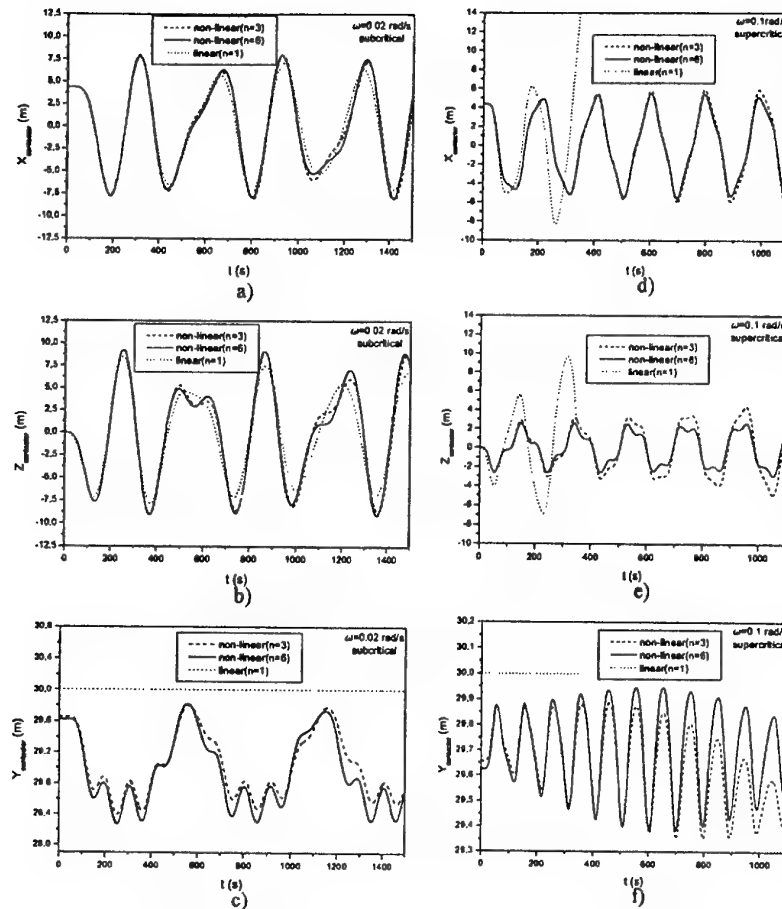 12,5
10,0
7,5
5,0
2,5
0,0
-2,5
-5,0
-7,5
-10,0
-12,5
non-linear(n=3)
non-linear(n=6)
linear(n=1)
ω=0.02 rad/s
subcritical
0 200 400 600 800 1000 1200 1400
t (s)
a)
14
12
10
8
6
4
2
0
-2
-4
-6
-8
-10
non-linear(n=3)
non-linear(n=6)
linear(n=1)
ω=0.1rad/s
supercritical
0 200 400 600 800 1000
t (s)
d)
12,5
10,0
7,5
5,0
2,5
0,0
-2,5
-5,0
-7,5
-10,0
-12,5
non-linear(n=3)
non-linear(n=6)
linear(n=1)
ω=0.02 rad/s
subcritical
0 200 400 600 800 1000 1200 1400
t (s)
b)
14
12
10
8
6
4
2
0
-2
-4
-6
-8
-10
non-linear(n=3)
non-linear(n=6)
linear(n=1)
ω=0.1 rad/s
supercritical
0 200 400 600 800 1000
t (s)
e)
30,0
non-linear(n=3)
non-linear(n=6)
linear(n=1)
ω=0.02 rad/s
subcritical
0 200 400 600 800 1000 1200 1400
t (s)
c)
30,2
30,1
30,0
29,9
29,8
29,7
29,6
29,5
29,4
29,3
non-linear(n=3)
non-linear(n=6)
linear(n=1)
ω=0.1 rad/s
supercritical
0 200 400 600 800 1000
t (s)
f)